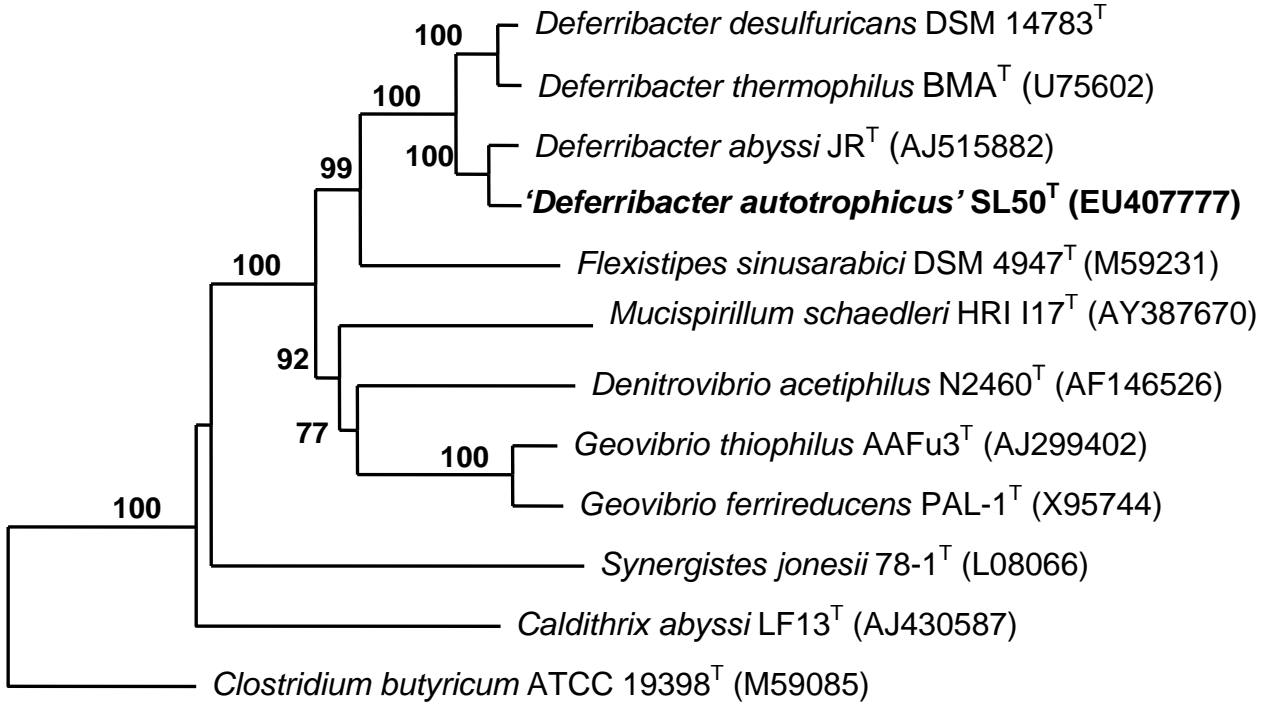 100 Deferribacter desulfuricans DSM 14783ᵀ
Deferribacter thermophilus BMAᵀ (U75602)
100
100 Deferribacter abyssi JRᵀ (AJ515882)
99
‘Deferribacter autotrophicus’ SL50ᵀ (EU407777)
100 Flexistipes sinusarabici DSM 4947ᵀ (M59231)
Mucispirillum schaedleri HRI I17ᵀ (AY387670)
92
Denitrovibrio acetiphilus N2460ᵀ (AF146526)
77 Geovibrio thiophilus AAFu3ᵀ (AJ299402)
100
Geovibrio ferrireducens PAL-1ᵀ (X95744)
100
Synergistes jonesii 78-1ᵀ (L08066)
Caldithrix abyssi LF13ᵀ (AJ430587)
Clostridium butyricum ATCC 19398ᵀ (M59085)